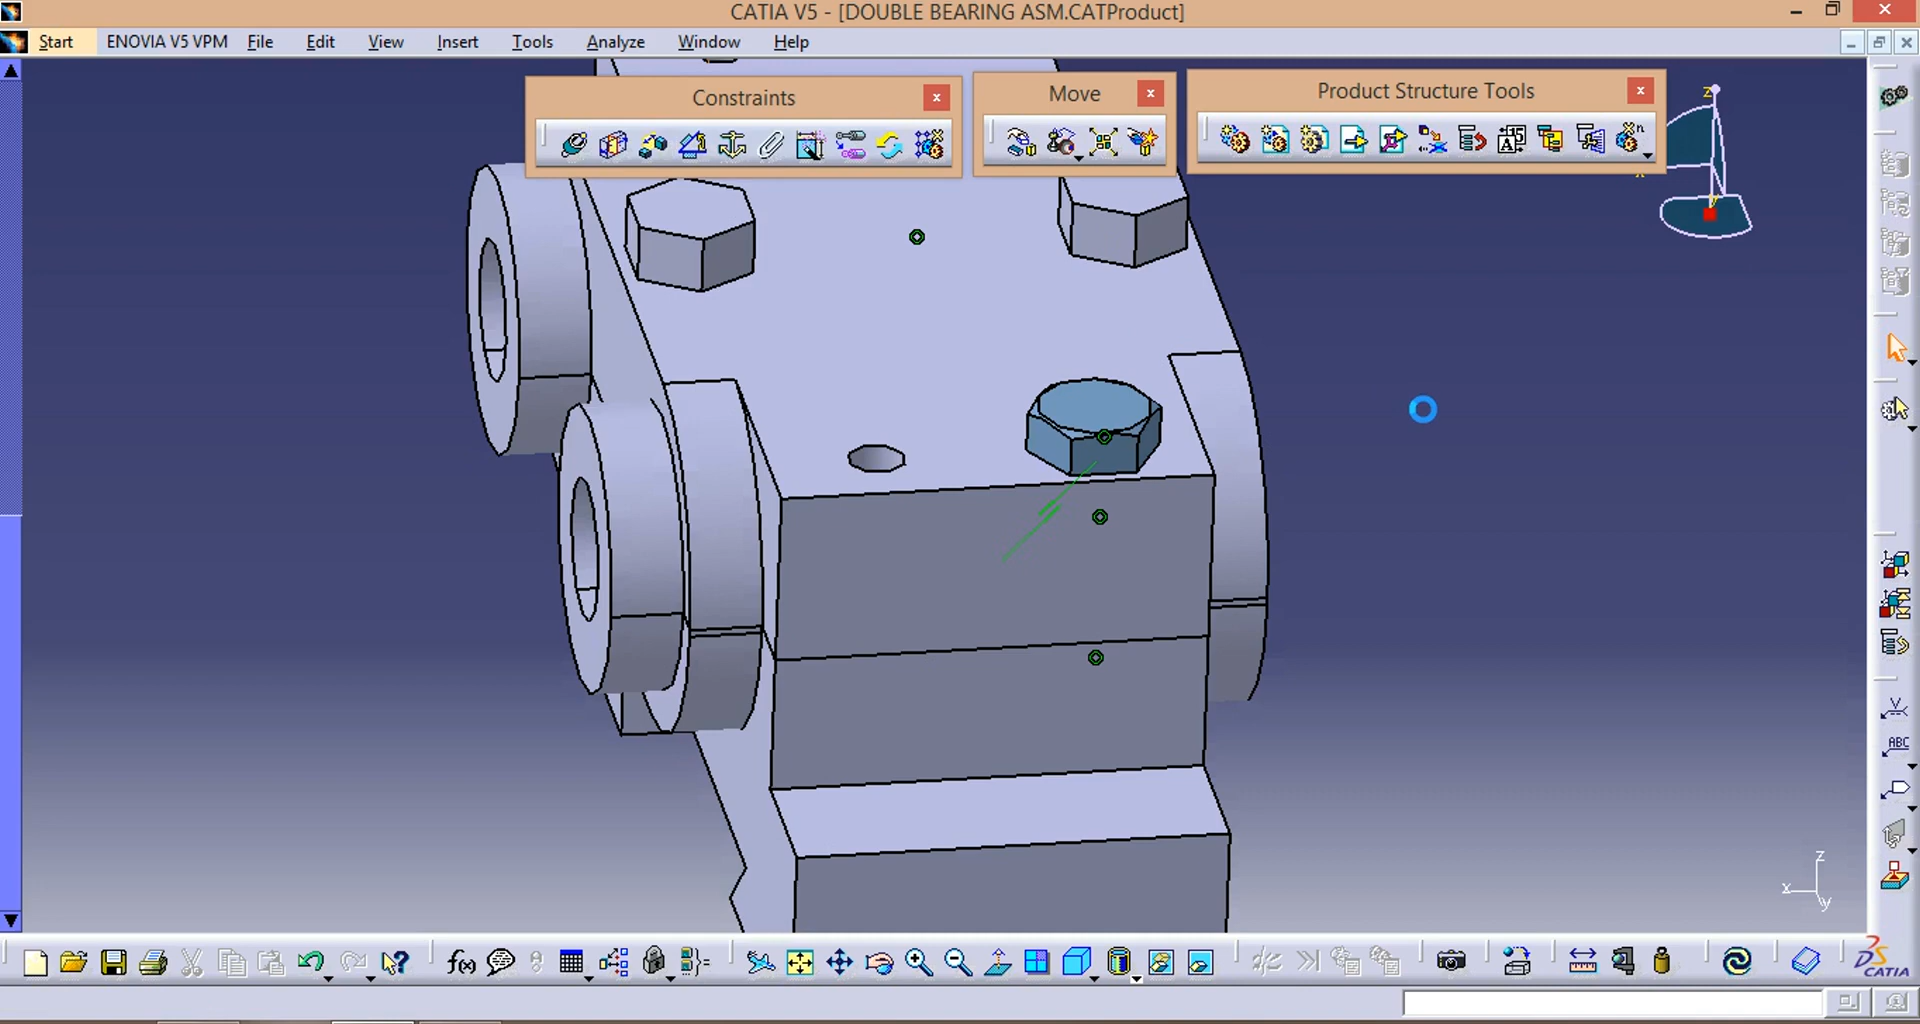 CATIA V5 - [DOUBLE BEARING ASM.CATProduct]
Start ENOVIA V5 VPM File Edit View Insert Tools Analyze Window Help
Constraints
Move
Product Structure Tools
z
ABC
z
x
y
f(x)
CATIA